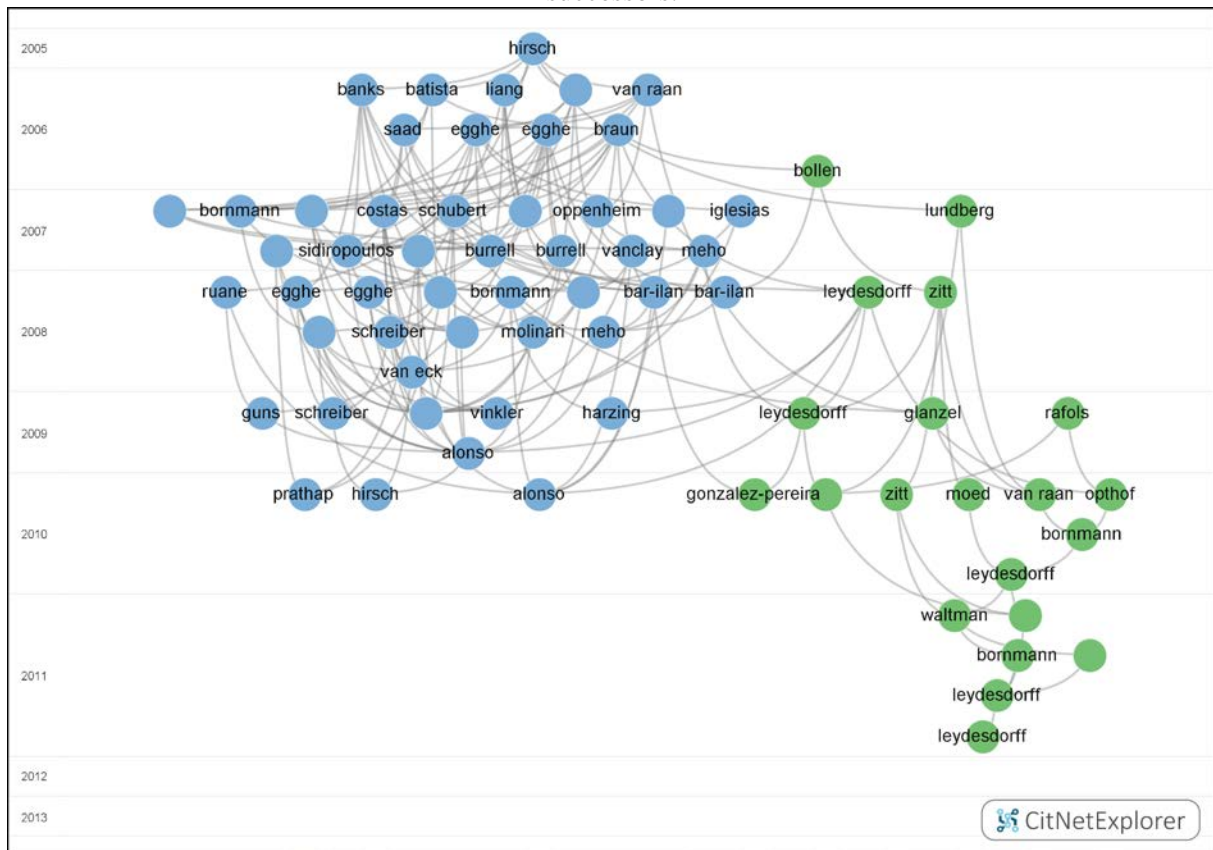 2005 hirsch
banks batista liang van raan
2006 saad egghe egghe braun
bollen
bornmann costas schubert oppenheim iglesias lundberg
2007
sidiropoulos burrell burrell vanclay meho
ruane egghe egghe bornmann bar-ilan bar-ilan leydesdorff zitt
2008 schreiber molinari meho
van eck
guns schreiber vinkler harzing leydesdorff glanzel rafols
2009
alonso
prathap hirsch alonso gonzalez-pereira zitt moed van raan opthof
2010 bornmann
leydesdorff
waltman
bornmann
2011
leydesdorff
leydesdorff
2012
2013 CitNetExplorer